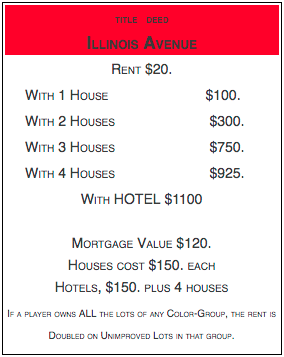 TITLE DEED
ILLINOIS AVENUE
RENT $20.
WITH 1 HOUSE $100.
WITH 2 HOUSES $300.
WITH 3 HOUSES $750.
WITH 4 HOUSES $925.
WITH HOTEL $1100
MORTGAGE VALUE $120.
HOUSES COST $150. EACH
HOTELS, $150. PLUS 4 HOUSES
IF A PLAYER OWNS ALL THE LOTS OF ANY COLOR-GROUP, THE RENT IS
DOUBLED ON UNIMPROVED LOTS IN THAT GROUP.